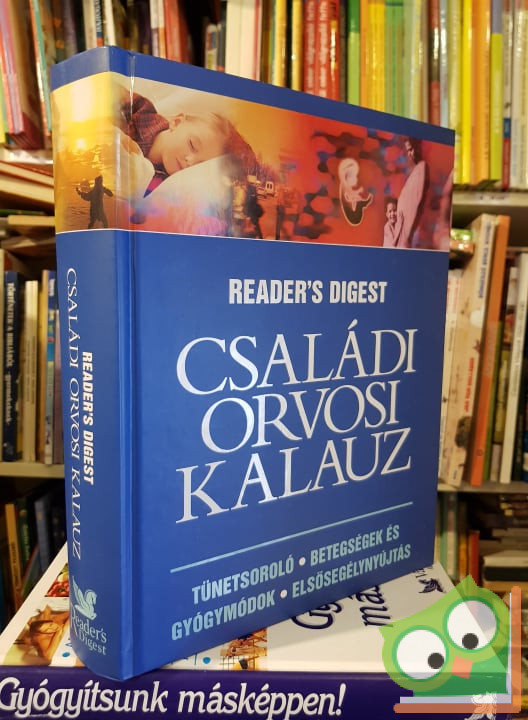 READER'S DIGEST
CSALÁDI
ORVOSI
KALAUZ
TÜNETSOROLÓ • BETEGSÉGEK ÉS
GYÓGYMÓDOK • ELSŐSEGÉLYNYÚJTÁS
READER'S DIGEST
CSALÁDI ORVOSI KALAUZ
Reader's
Digest
Gyógyítsunk másképpen!